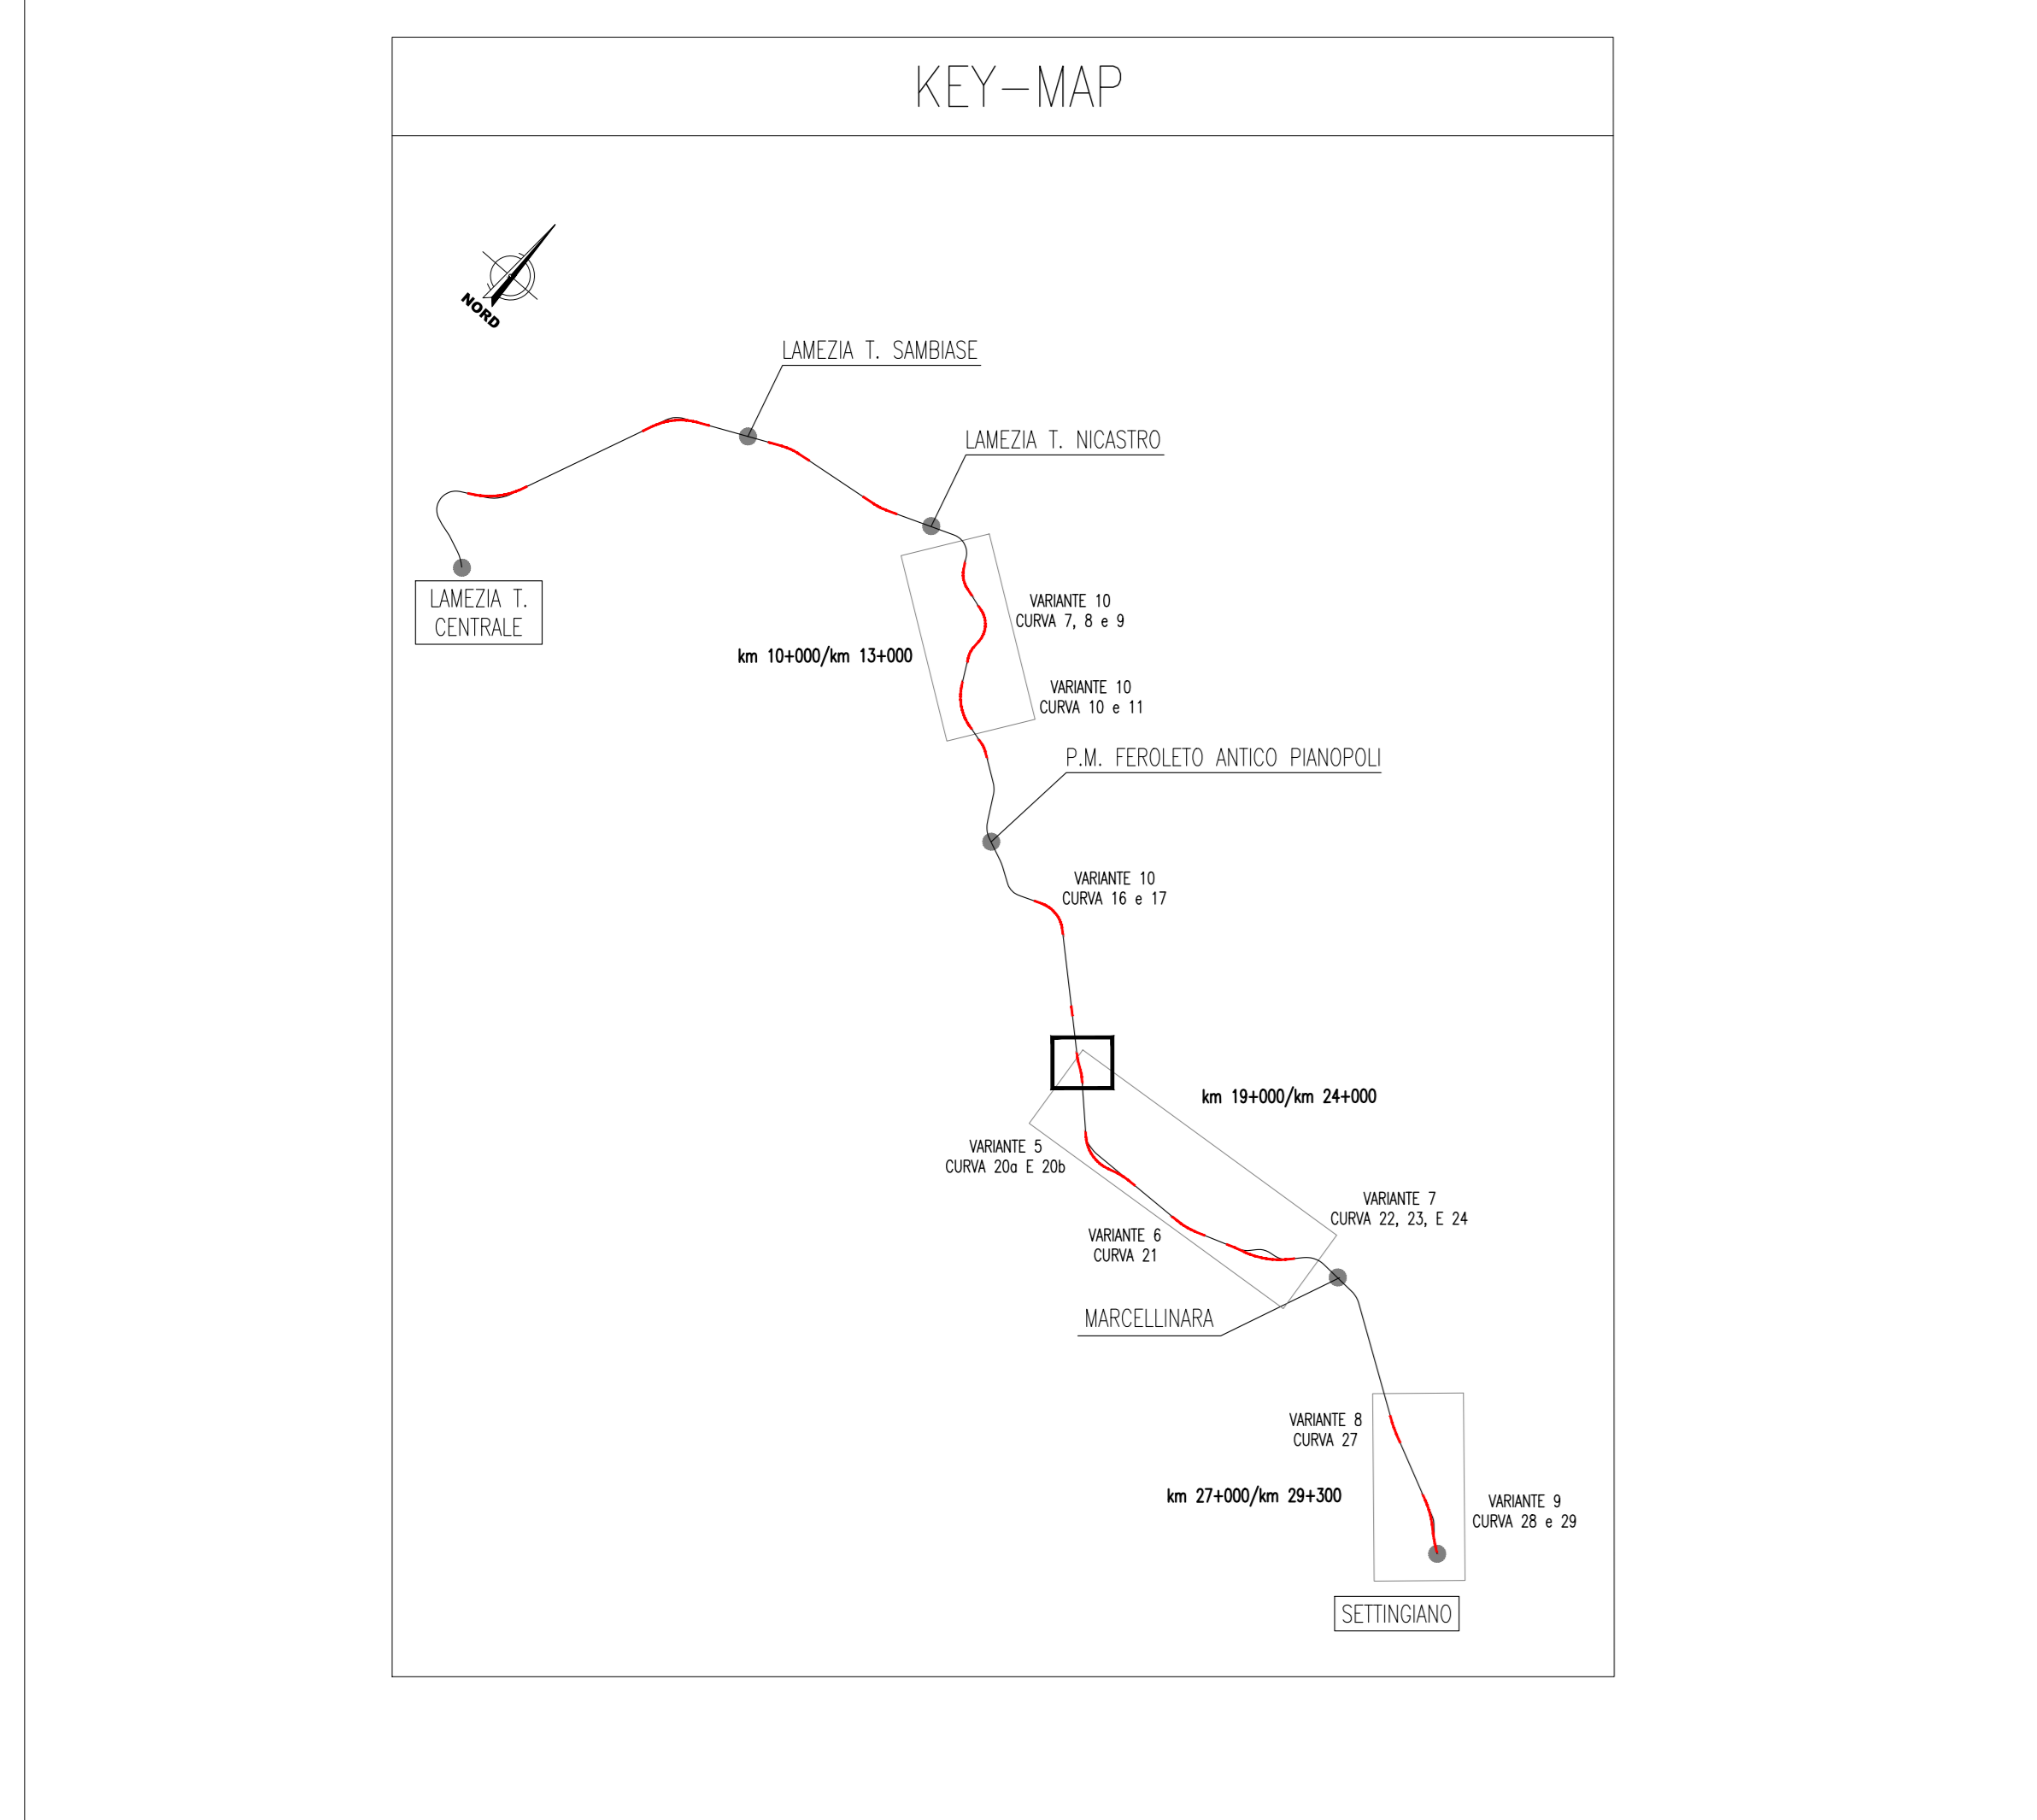 KEY-MAP
NORD
LAMEZIA T. SAMBIASE
LAMEZIA T. NICASTRO
LAMEZIA T.
CENTRALE
VARIANTE 10
CURVA 7, 8 e 9
km 10+000/km 13+000
VARIANTE 10
CURVA 10 e 11
P.M. FEROLETO ANTICO PIANOPOLI
VARIANTE 10
CURVA 16 e 17
km 19+000/km 24+000
VARIANTE 5
CURVA 20a E 20b
VARIANTE 7
CURVA 22, 23, E 24
VARIANTE 6
CURVA 21
MARCELLINARA
VARIANTE 8
CURVA 27
km 27+000/km 29+300
VARIANTE 9
CURVA 28 e 29
SETTINGIANO